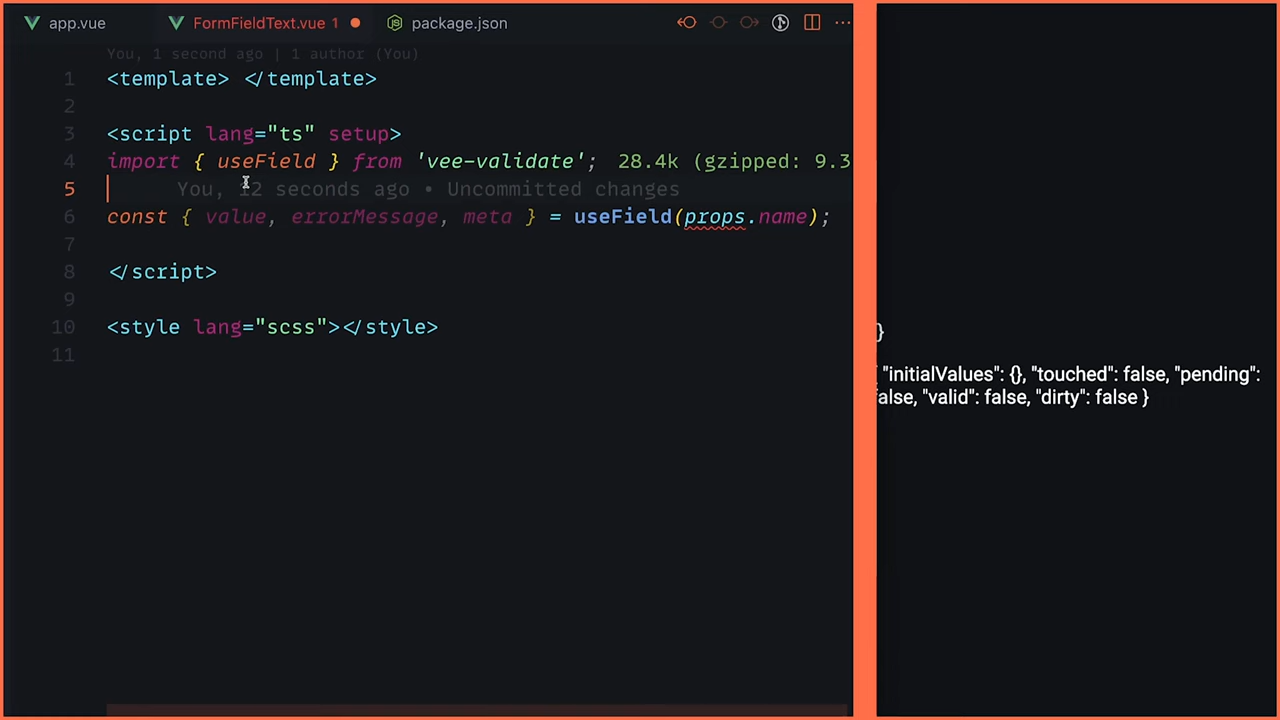 app.vue
FormFieldText.vue 1
package.json
You, 1 second ago | 1 author (You)
1 <template> </template>
2
3 <script lang="ts" setup>
4 import { useField } from 'vee-validate'; 28.4k (gzipped: 9.3
5 You, 12 seconds ago • Uncommitted changes
6 const { value, errorMessage, meta } = useField(props.name);
7
8 </script>
9
10 <style lang="scss"></style>
11
}
{ "initialValues": {}, "touched": false, "pending":
false, "valid": false, "dirty": false }